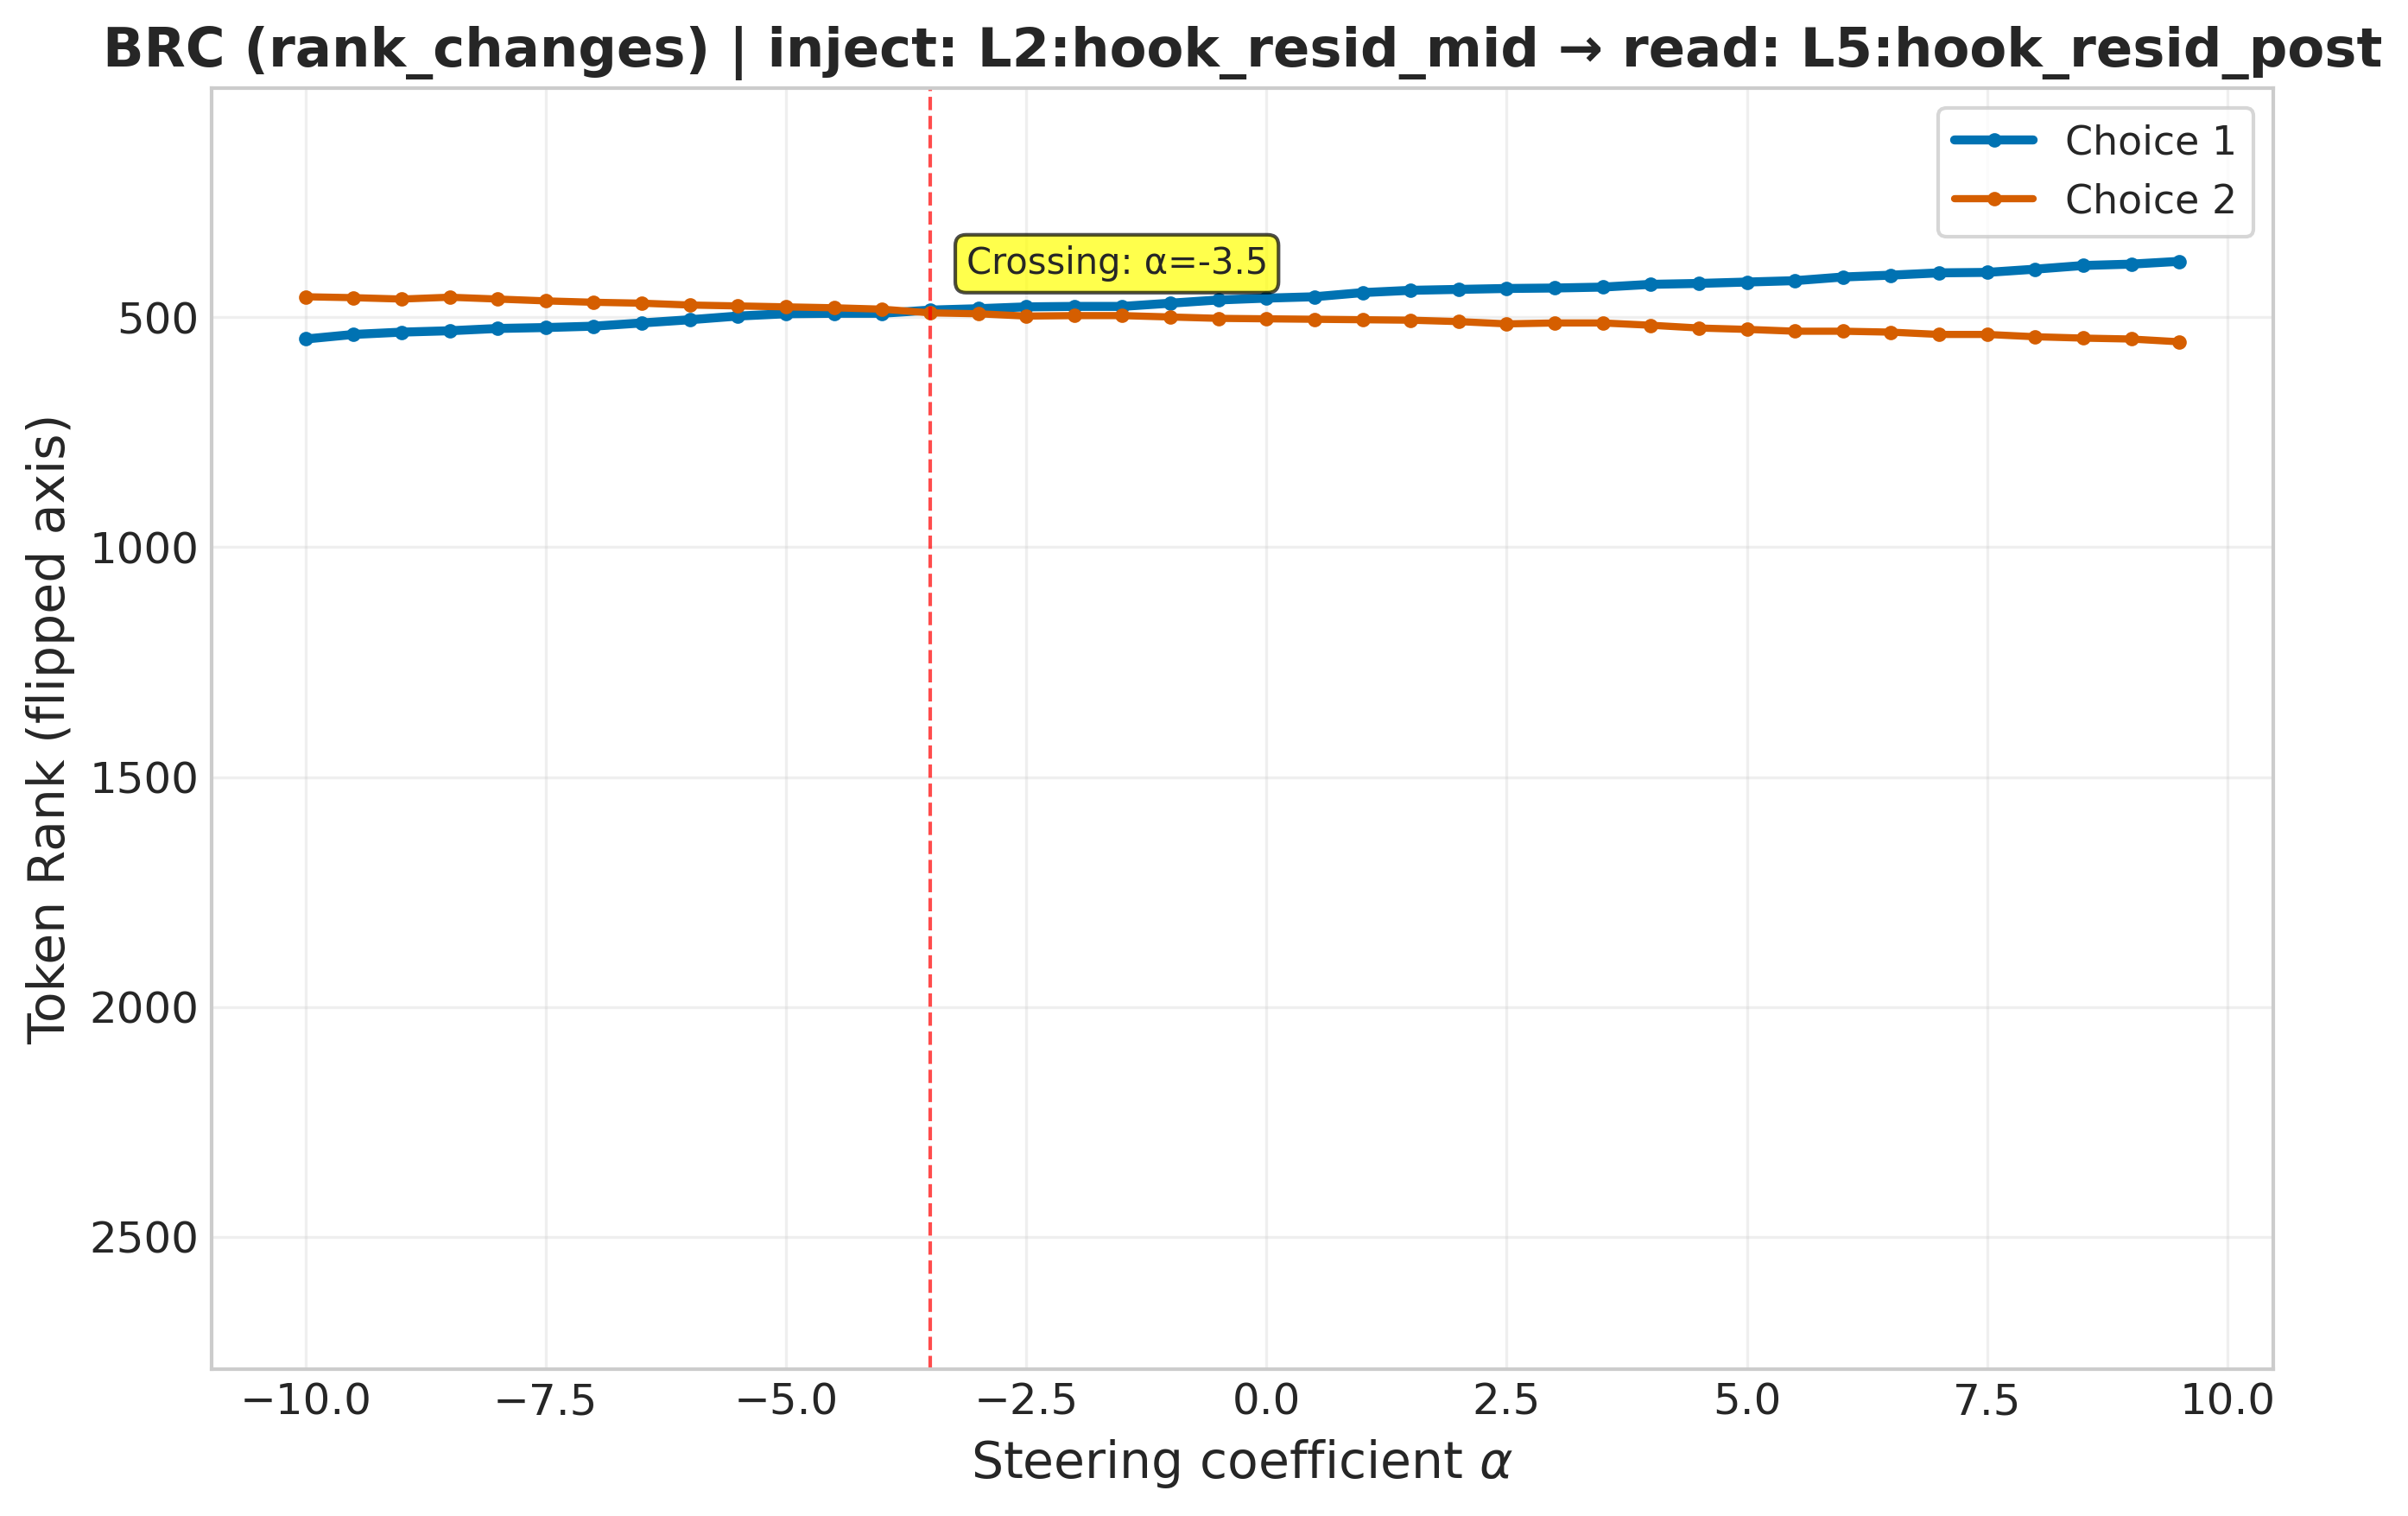 BRC (rank_changes) | inject: L2:hook_resid_mid → read: L5:hook_resid_post
Choice 1
Choice 2
Crossing: α=-3.5
Token Rank (flipped axis)
500
1000
1500
2000
2500
−10.0 −7.5 −5.0 −2.5 0.0 2.5 5.0 7.5 10.0
Steering coefficient α